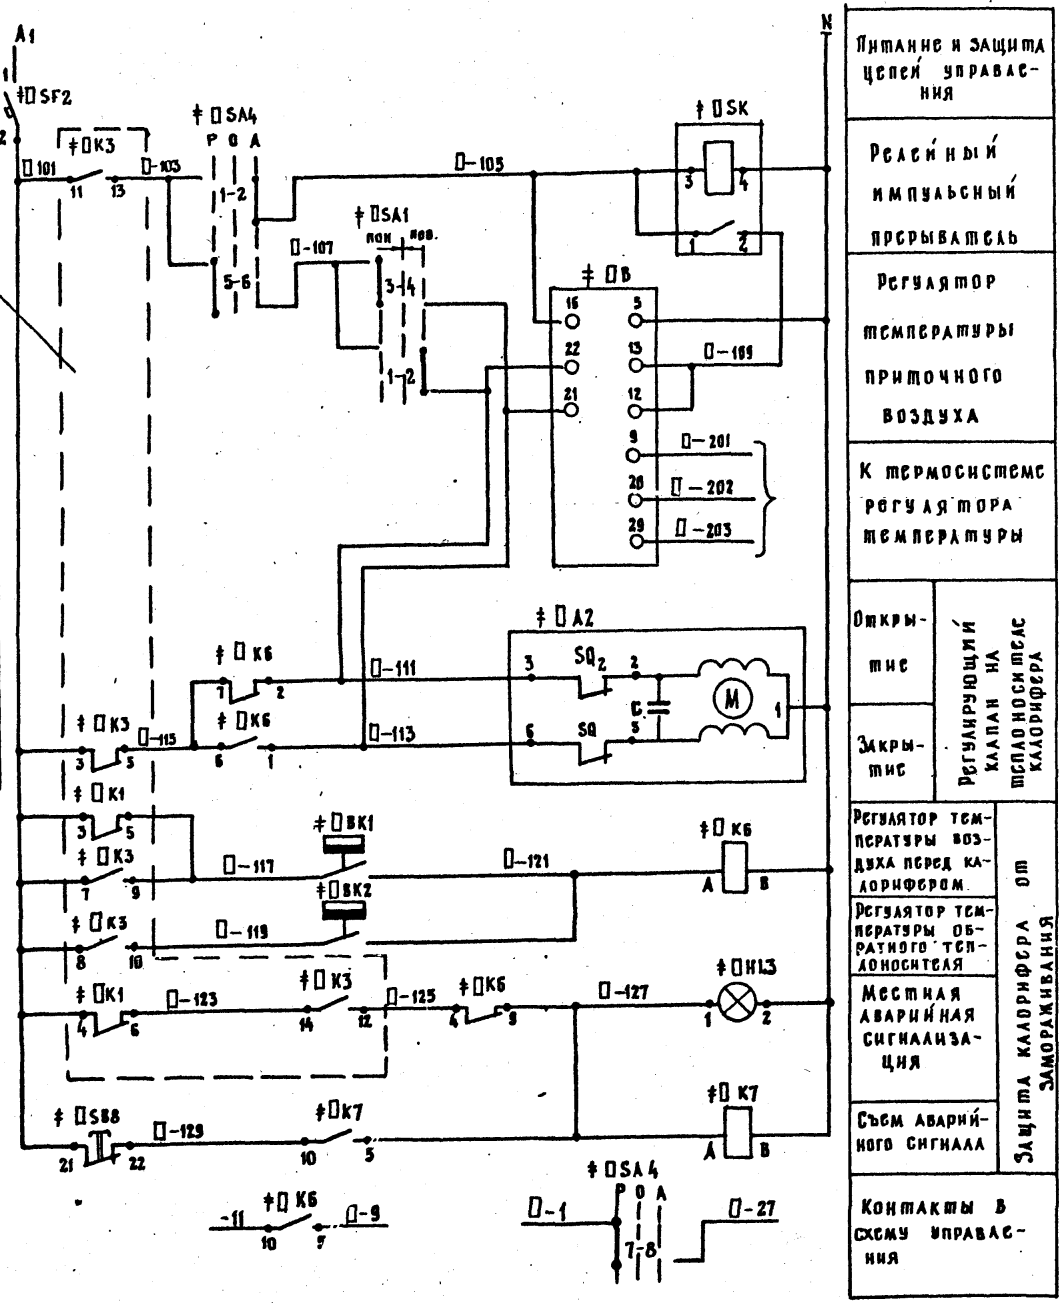 A1
N
1
SF2
2
101
K3
11
13
103
SA4
Р О А
1-2
5-6
105
SK
3
4
1
2
SA1
107
3-4
1-2
B
16
5
22
13
109
21
12
9
201
28
202
29
203
A2
K6
7
2
111
3
SQ2
2
C
M
1
K6
6
1
113
6
SQ
5
K3
3
5
115
K1
3
5
K3
7
9
117
BK1
121
K6
A
B
BK2
K3
8
10
119
K1
4
6
123
K3
14
12
125
K6
4
9
127
HL3
1
2
SB8
21
22
129
K7
10
5
K7
A
B
K6
-11
10
9
SA4
Р О А
-1
7-8
-27
Питание и защита
цепей управле-
ния
Релейный
импульсный
прерыватель
Регулятор
температуры
приточного
воздуха
К термосистеме
регулятора
температуры
Откры-
тие
Закры-
тие
Регулирующий
клапан на
теплоносителе
калорифера
Регулятор тем-
пературы воз-
духа перед ка-
лорифером
Регулятор тем-
пературы об-
ратного теп-
лоносителя
Местная
аварийная
сигнализа-
ция
Съем аварий-
ного сигнала
Защита калорифера от
замораживания
Контакты в
схему управле-
ния